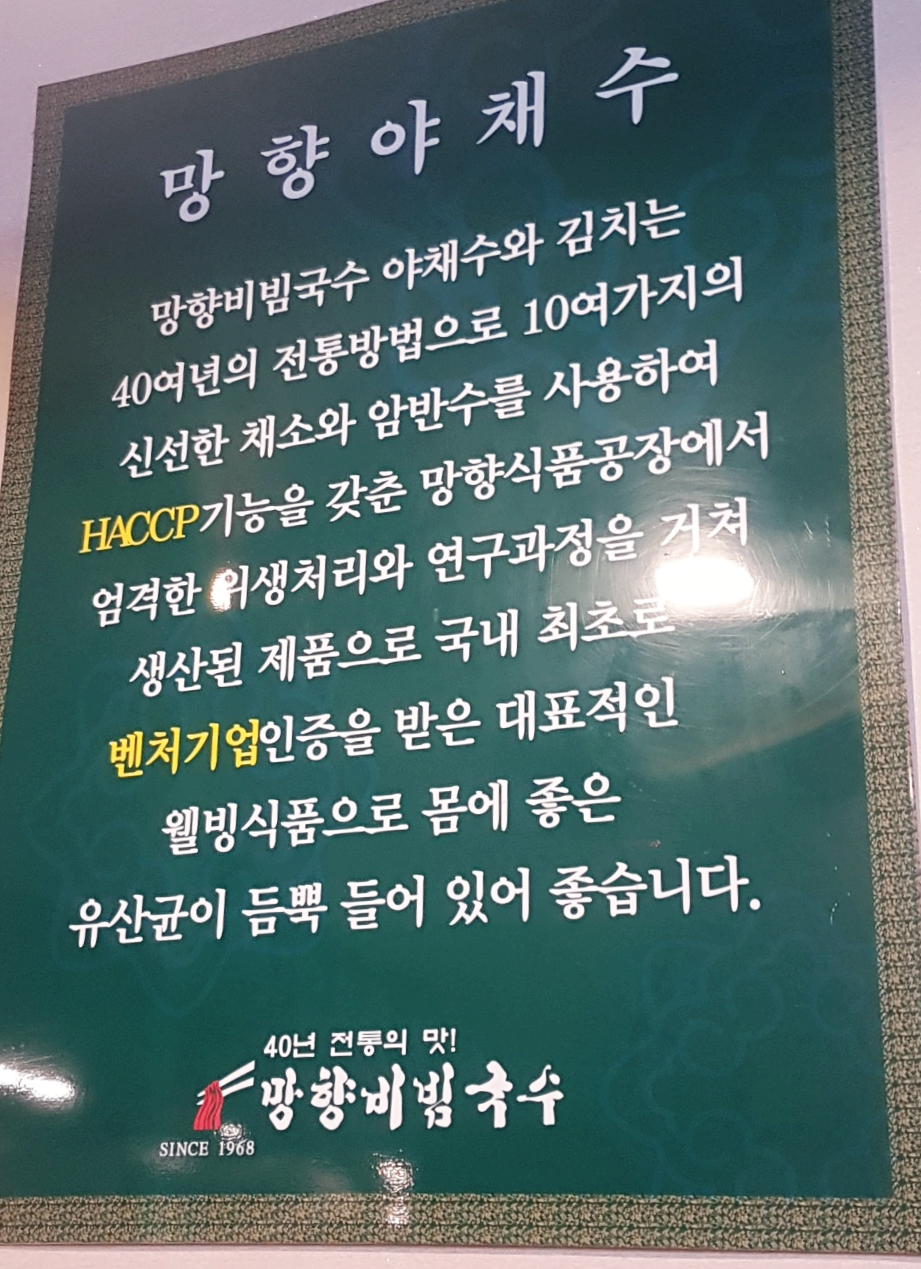 망향야채수
망향비빔국수 야채수와 김치는
40여년의 전통방법으로 10여가지의
신선한 채소와 암반수를 사용하여
HACCP기능을 갖춘 망향식품공장에서
엄격한 위생처리와 연구과정을 거쳐
생산된 제품으로 국내 최초로
벤처기업인증을 받은 대표적인
웰빙식품으로 몸에 좋은
유산균이 듬뿍 들어 있어 좋습니다.
40년 전통의 맛!
망향비빔국수
SINCE 1968